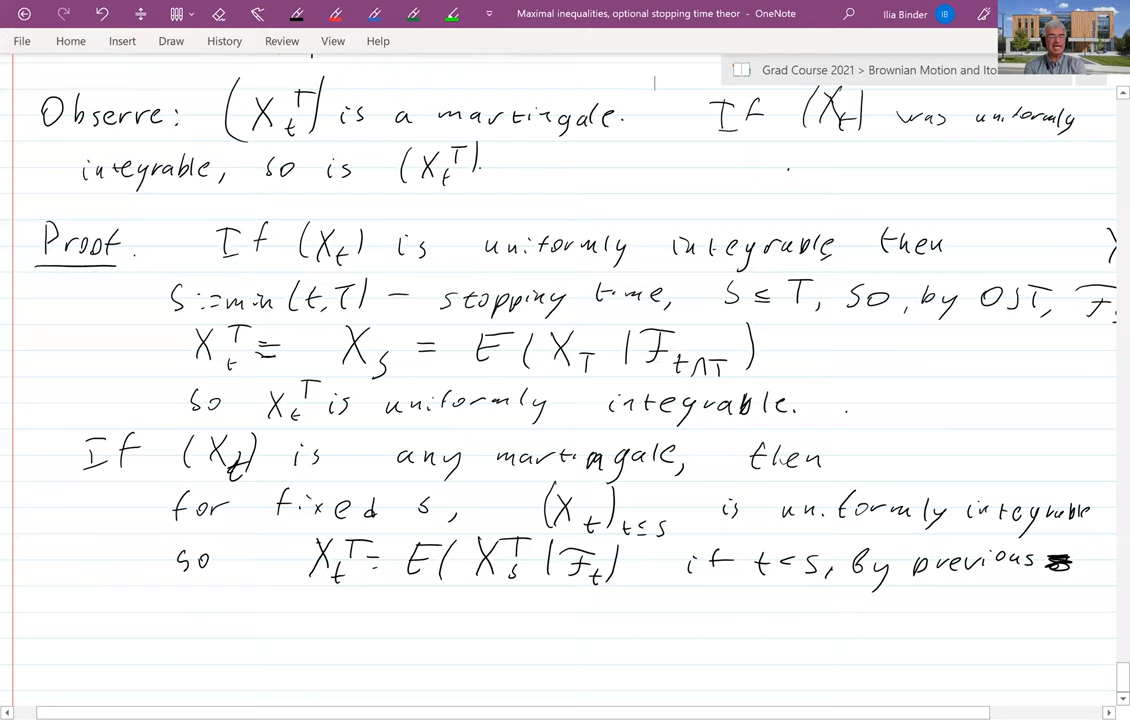 Maximal inequalities, optional stopping time theor - OneNote
Ilia Binder
IB
File Home Insert Draw History Review View Help
Grad Course 2021 > Brownian Motion and Ito
Observe: (X_t^T) is a martingale. If (X_t) was uniformly
integrable, so is (X_t^T).
Proof. If (X_t) is uniformly integrable, then
S := min (t, T) - stopping time, S ≤ T, so, by OST,
X_t^T = X_S = E(X_T | F_{t∧T})
so X_t^T is uniformly integrable.
If (X_t) is any martingale, then
for fixed s, (X_t)_{t≤s} is uniformly integrable
so X_t^T = E(X_s^T | F_t) if t < s, by previous